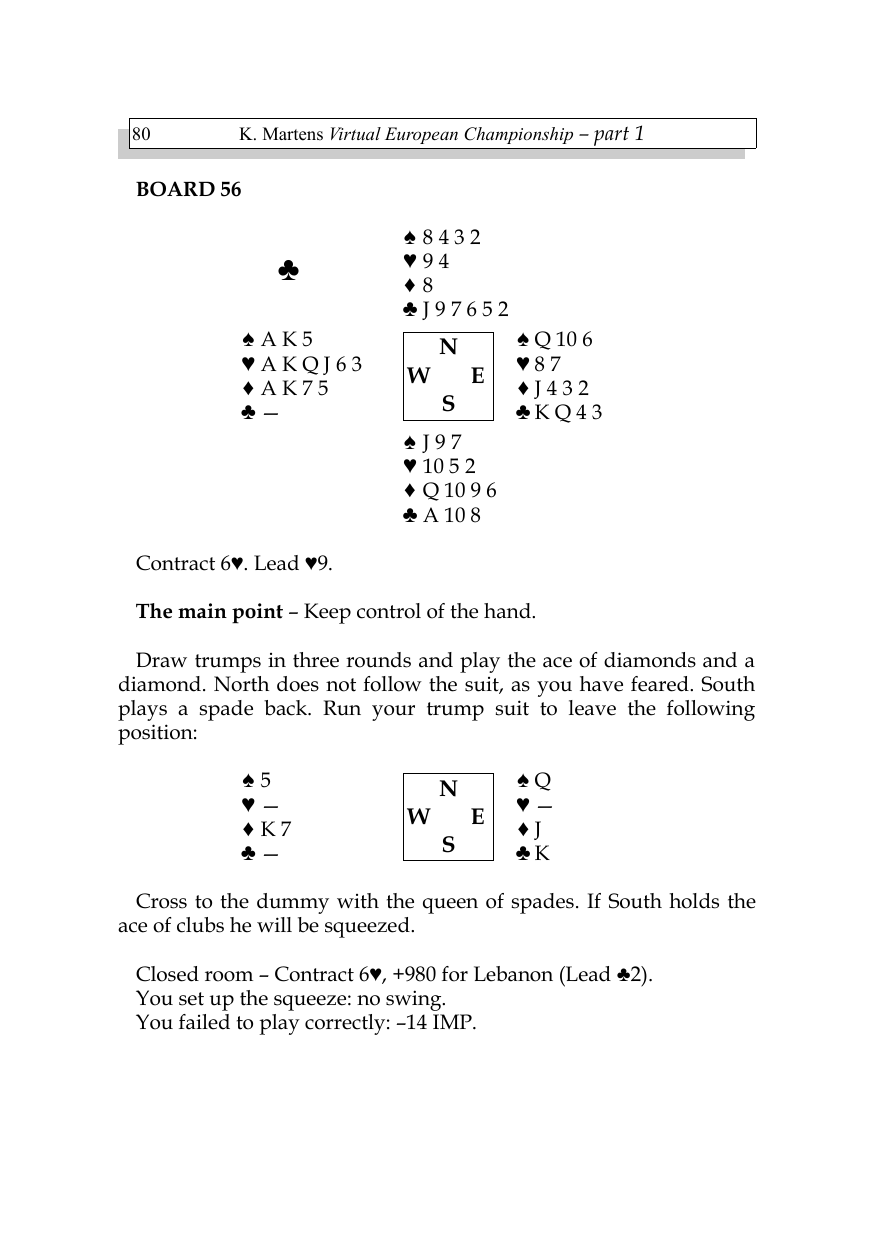 80 K. Martens Virtual European Championship – part 1
BOARD 56
♠ 8 4 3 2
♣ ♥ 9 4
♦ 8
♣ J 9 7 6 5 2
♠ A K 5 N ♠ Q 10 6
♥ A K Q J 6 3 W E ♥ 8 7
♦ A K 7 5 ♦ J 4 3 2
♣ — S ♣ K Q 4 3
♠ J 9 7
♥ 10 5 2
♦ Q 10 9 6
♣ A 10 8
Contract 6♥. Lead ♥9.
The main point – Keep control of the hand.
Draw trumps in three rounds and play the ace of diamonds and a
diamond. North does not follow the suit, as you have feared. South
plays a spade back. Run your trump suit to leave the following
position:
♠ 5 N ♠ Q
♥ — W E ♥ —
♦ K 7 ♦ J
♣ — S ♣ K
Cross to the dummy with the queen of spades. If South holds the
ace of clubs he will be squeezed.
Closed room – Contract 6♥, +980 for Lebanon (Lead ♣2).
You set up the squeeze: no swing.
You failed to play correctly: –14 IMP.